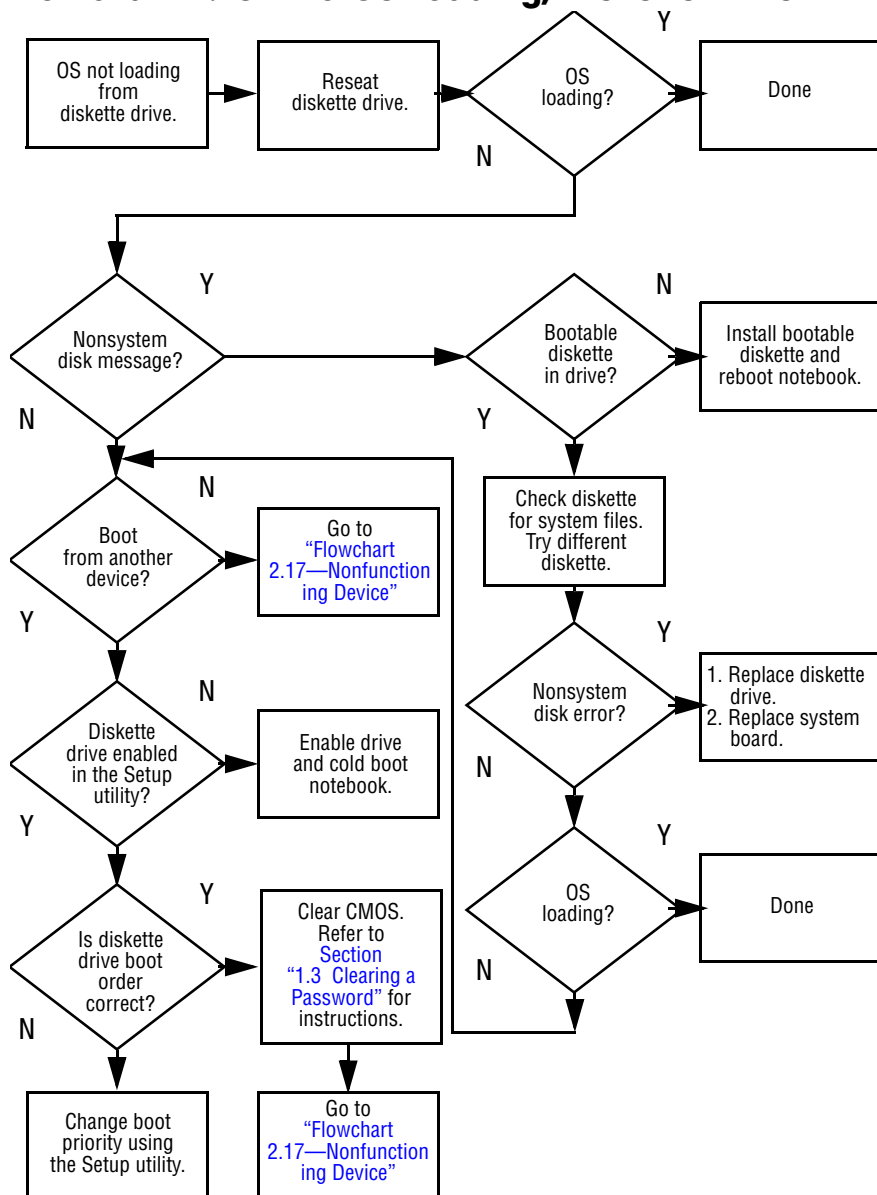 OS not loading
from
diskette drive.
Reseat
diskette drive.
OS
loading?
Y
Done
N
Nonsystem
disk message?
Y
N
Bootable
diskette
in drive?
N
Install bootable
diskette and
reboot notebook.
Y
Check diskette
for system files.
Try different
diskette.
Boot
from another
device?
N
Go to
“Flowchart
2.17—Nonfunction
ing Device”
Y
Nonsystem
disk error?
Y
1. Replace diskette
drive.
2. Replace system
board.
N
Diskette
drive enabled
in the Setup
utility?
N
Enable drive
and cold boot
notebook.
Y
OS
loading?
Y
Done
N
Is diskette
drive boot
order
correct?
Y
Clear CMOS.
Refer to
Section
“1.3 Clearing a
Password” for
instructions.
N
Change boot
priority using
the Setup utility.
Go to
“Flowchart
2.17—Nonfunction
ing Device”